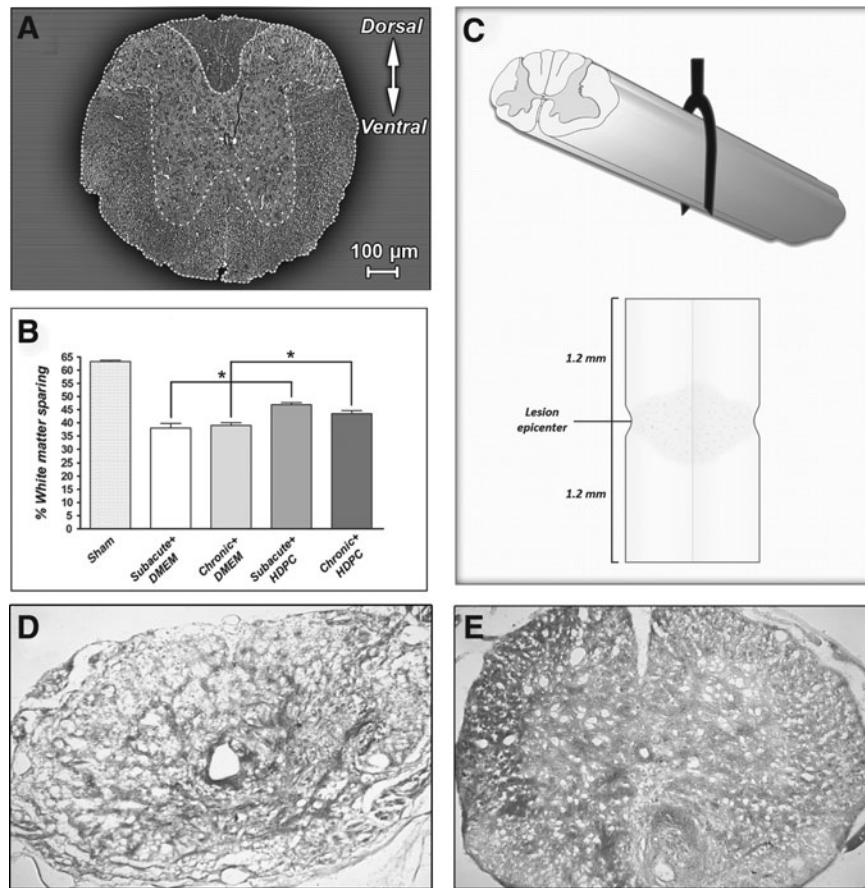 A
Dorsal
Ventral
100 µm
B
% White matter sparing
65
60
55
50
45
40
35
30
25
20
15
10
5
0
*
*
Sham
Subacute+
DMEM
Chronic+
DMEM
Subacute+
HDPC
Chronic+
HDPC
C
1.2 mm
Lesion
epicenter
1.2 mm
D
E